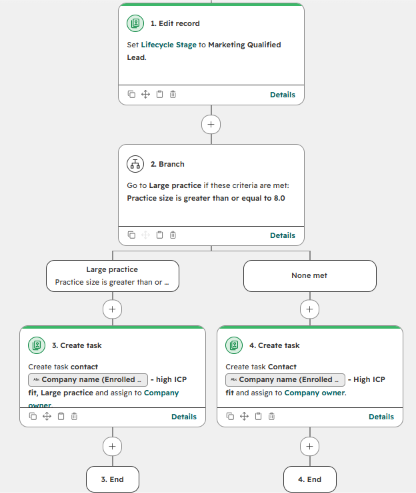 1. Edit record
Set Lifecycle Stage to Marketing Qualified
Lead.
Details
2. Branch
Go to Large practice if these criteria are met:
Practice size is greater than or equal to 8.0
Details
Large practice
Practice size is greater than or ...
None met
3. Create task
Create task contact
Company name (Enrolled ... - high ICP
fit, Large practice and assign to Company
owner.
Details
4. Create task
Create task Contact
Company name (Enrolled ... - High ICP
fit and assign to Company owner.
Details
3. End
4. End